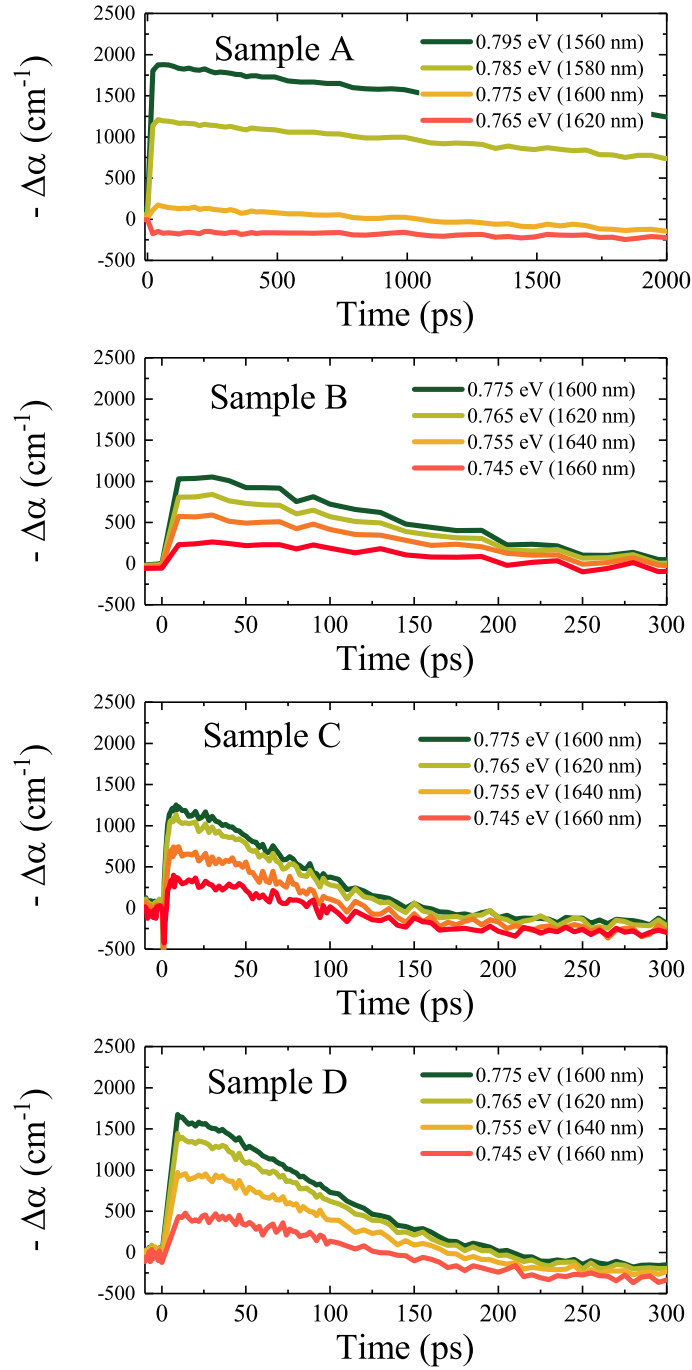 2500
2000
1500
1000
500
0
-500
- Δα (cm⁻¹)
Sample A
0.795 eV (1560 nm)
0.785 eV (1580 nm)
0.775 eV (1600 nm)
0.765 eV (1620 nm)
0 500 1000 1500 2000
Time (ps)
2500
2000
1500
1000
500
0
-500
- Δα (cm⁻¹)
Sample B
0.775 eV (1600 nm)
0.765 eV (1620 nm)
0.755 eV (1640 nm)
0.745 eV (1660 nm)
0 50 100 150 200 250 300
Time (ps)
2500
2000
1500
1000
500
0
-500
- Δα (cm⁻¹)
Sample C
0.775 eV (1600 nm)
0.765 eV (1620 nm)
0.755 eV (1640 nm)
0.745 eV (1660 nm)
0 50 100 150 200 250 300
Time (ps)
2500
2000
1500
1000
500
0
-500
- Δα (cm⁻¹)
Sample D
0.775 eV (1600 nm)
0.765 eV (1620 nm)
0.755 eV (1640 nm)
0.745 eV (1660 nm)
0 50 100 150 200 250 300
Time (ps)